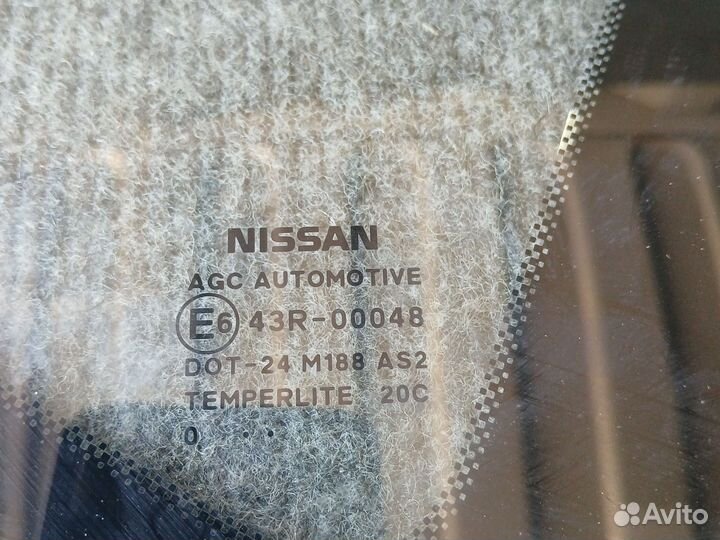 NISSAN
AGC AUTOMOTIVE
E6 43R-00048
DOT-24 M188 AS2
TEMPERLITE 20C
0 ··
Avito